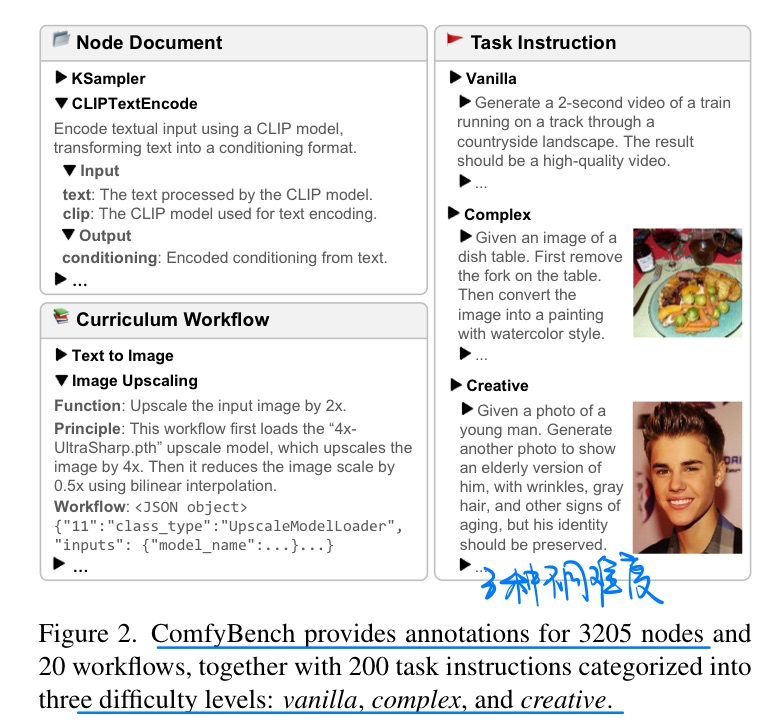 Node Document
▶ KSampler
▼ CLIPTextEncode
Encode textual input using a CLIP model,
transforming text into a conditioning format.
▼ Input
text: The text processed by the CLIP model.
clip: The CLIP model used for text encoding.
▼ Output
conditioning: Encoded conditioning from text.
▶ ...
Curriculum Workflow
▶ Text to Image
▼ Image Upscaling
Function: Upscale the input image by 2x.
Principle: This workflow first loads the “4x-
UltraSharp.pth” upscale model, which upscales the
image by 4x. Then it reduces the image scale by
0.5x using bilinear interpolation.
Workflow: <JSON object>
{"11":"class_type":"UpscaleModelLoader",
"inputs": {"model_name":...}...}
▶ ...
Task Instruction
▶ Vanilla
▶ Generate a 2-second video of a train
running on a track through a
countryside landscape. The result
should be a high-quality video.
▶ ...
▶ Complex
▶ Given an image of a
dish table. First remove
the fork on the table.
Then convert the
image into a painting
with watercolor style.
▶ ...
▶ Creative
▶ Given a photo of a
young man. Generate
another photo to show
an elderly version of
him, with wrinkles, gray
hair, and other signs of
aging, but his identity
should be preserved.
▶ ...
3种不同难度
Figure 2. ComfyBench provides annotations for 3205 nodes and
20 workflows, together with 200 task instructions categorized into
three difficulty levels: vanilla, complex, and creative.